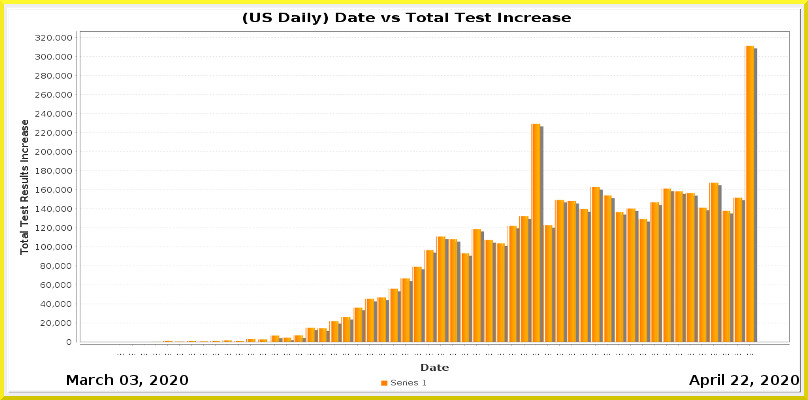 (US Daily) Date vs Total Test Increase
320,000
300,000
280,000
260,000
240,000
220,000
200,000
180,000
160,000
140,000
120,000
100,000
80,000
60,000
40,000
20,000
0
Total Test Results Increase
... ... ... ... ... ... ... ... ... ... ... ... ... ... ... ... ... ... ... ... ... ... ... ... ... ... ... ... ... ... ... ... ... ... ... ... ... ... ... ... ... ... ... ... ... ... ... ... ... ... ... ... ... ...
Date
March 03, 2020
Series 1
April 22, 2020